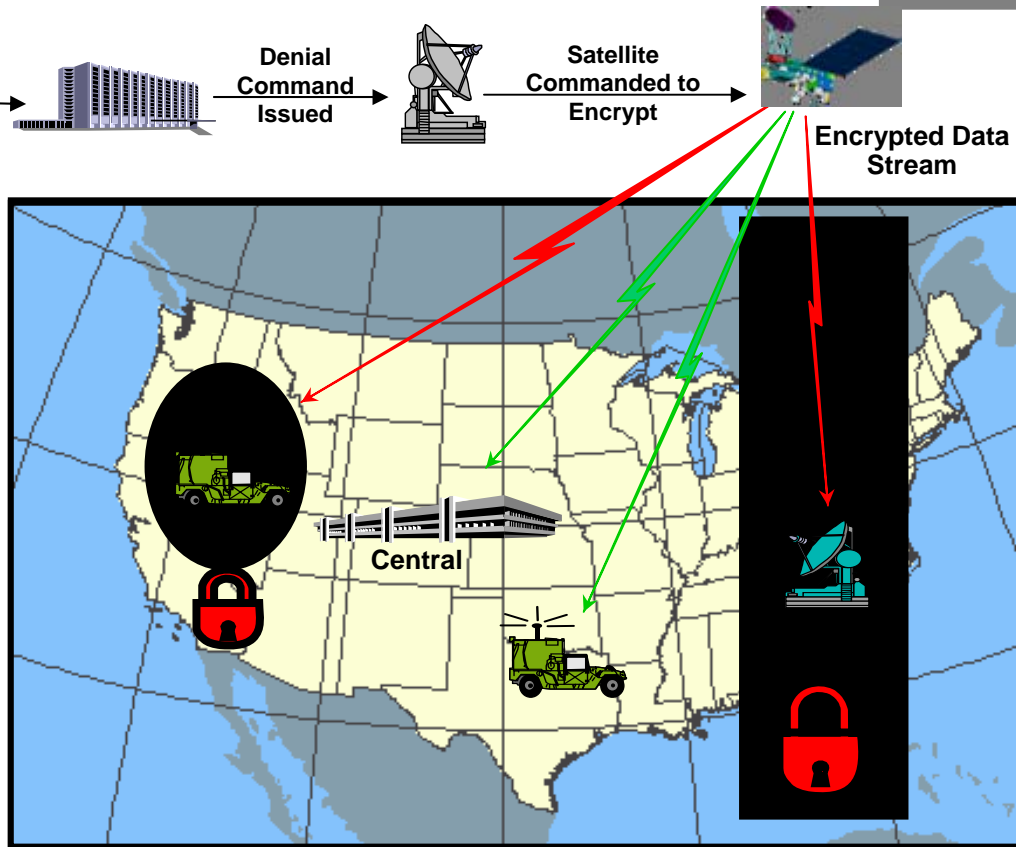 Denial
Command
Issued
Satellite
Commanded to
Encrypt
Encrypted Data
Stream
Central